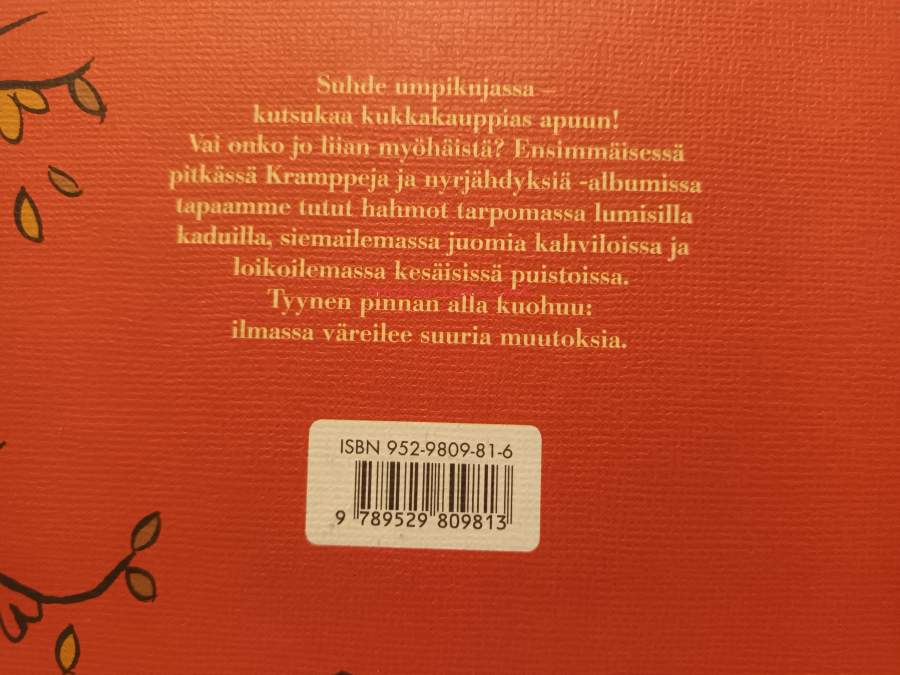 Suhde umpikujassa –
kutsukaa kukkakauppias apuun!
Vai onko jo liian myöhäistä? Ensimmäisessä
pitkässä Kramppeja ja nyrjähdyksiä -albumissa
tapaamme tutut hahmot tarpomassa lumisilla
kaduilla, siemailemassa juomia kahviloissa ja
loikoilemassa kesäisissä puistoissa.
Tyynen pinnan alla kuohuu:
ilmassa väreilee suuria muutoksia.
ISBN 952-9809-81-6
9 789529 809813